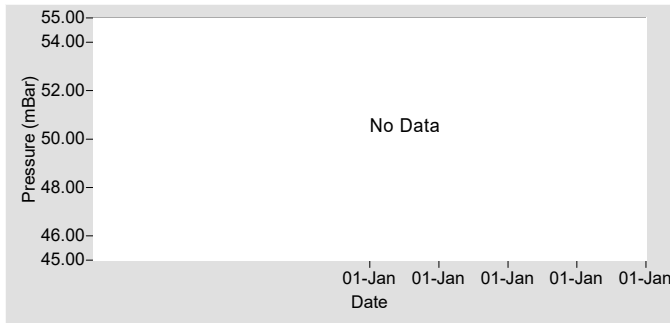 55.00
54.00
52.00
50.00
48.00
46.00
45.00
Pressure (mBar)
No Data
01-Jan 01-Jan 01-Jan 01-Jan 01-Jan
Date